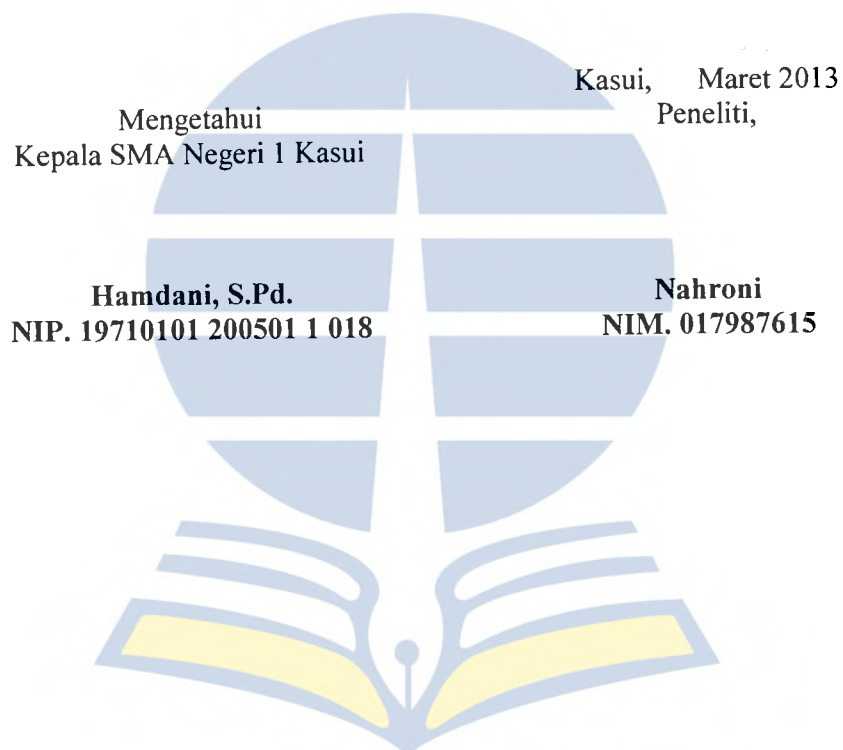 Kasui, Maret 2013
Peneliti,
Mengetahui
Kepala SMA Negeri 1 Kasui
Hamdani, S.Pd.
NIP. 19710101 200501 1 018
Nahroni
NIM. 017987615